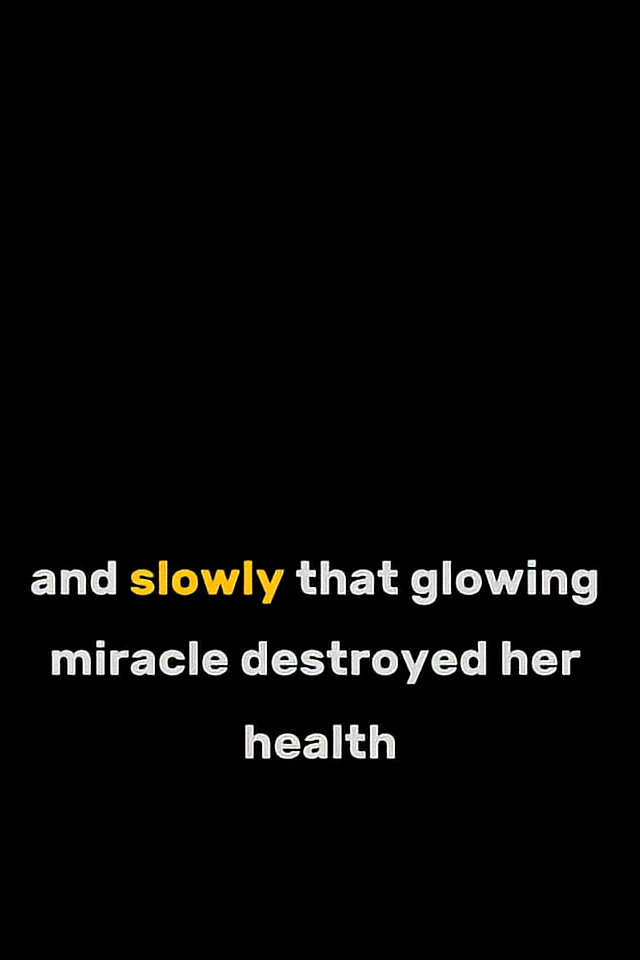 and slowly that glowing
miracle destroyed her
health